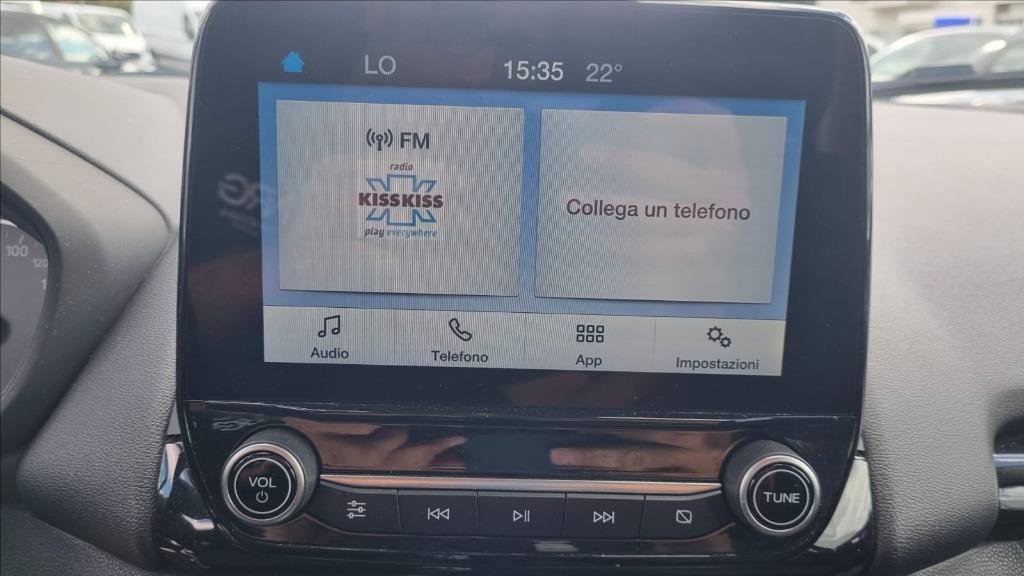 LO 15:35 22°
FM
radio
KISS KISS
play everywhere
Collega un telefono
Audio Telefono App Impostazioni
VOL
TUNE
100
120